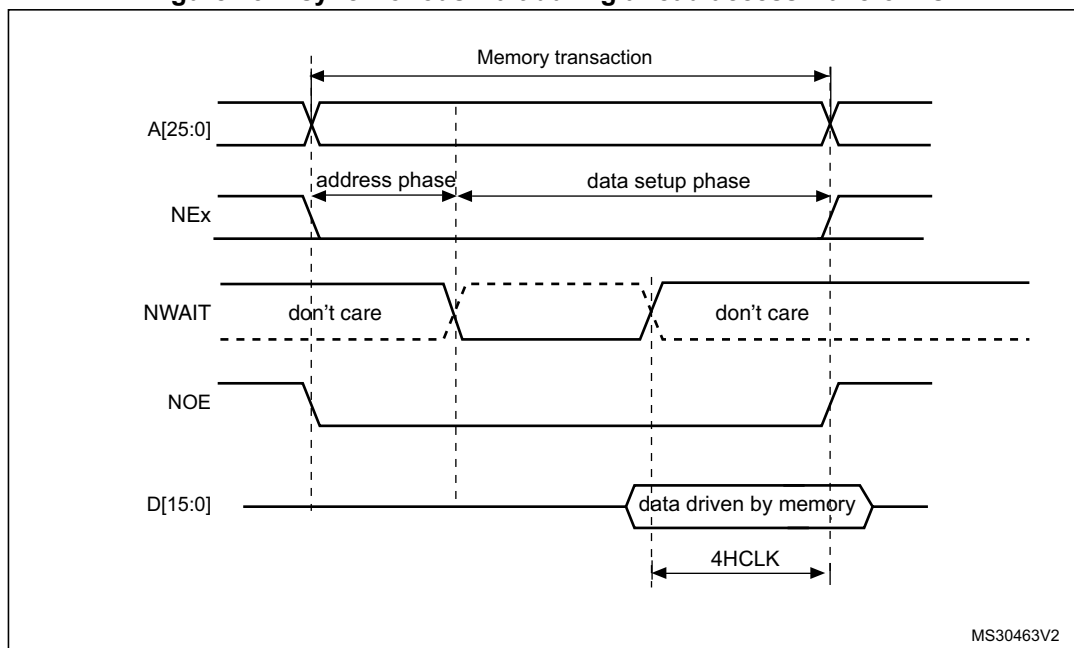 Memory transaction
A[25:0]
address phase
data setup phase
NEx
NWAIT
don't care
don't care
NOE
D[15:0]
data driven by memory
4HCLK
MS30463V2